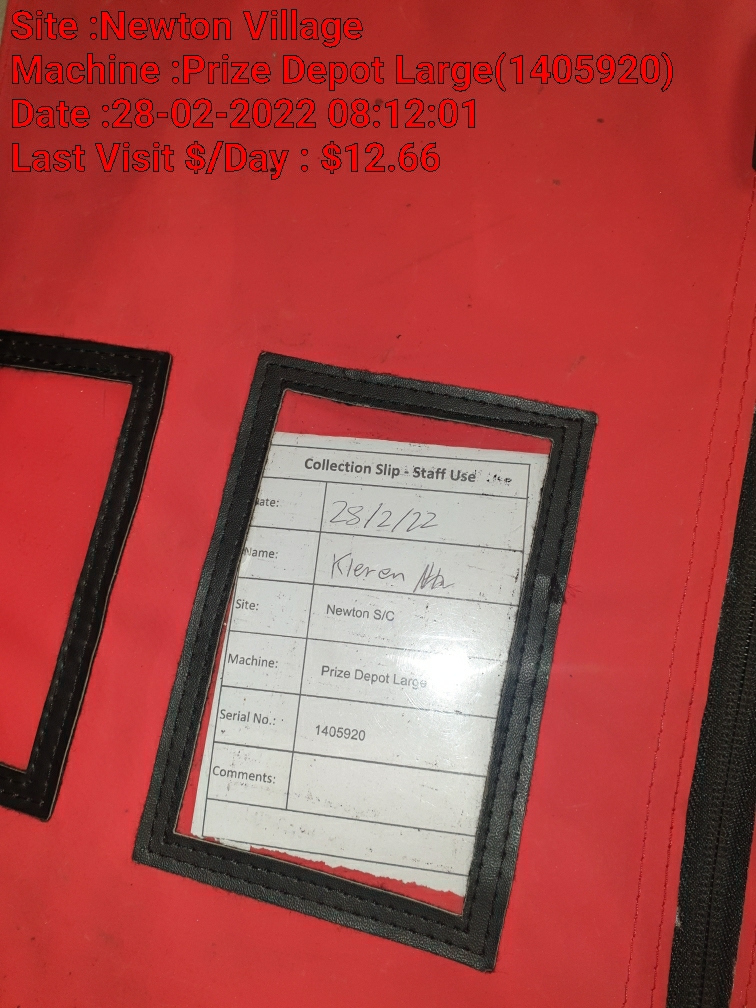 Site :Newton Village
Machine :Prize Depot Large(1405920)
Date :28-02-2022 08:12:01
Last Visit $/Day : $12.66
Collection Slip - Staff Use
Date: 28/2/22
Name: Kieren
Site: Newton S/C
Machine: Prize Depot Large
Serial No.: 1405920
Comments: